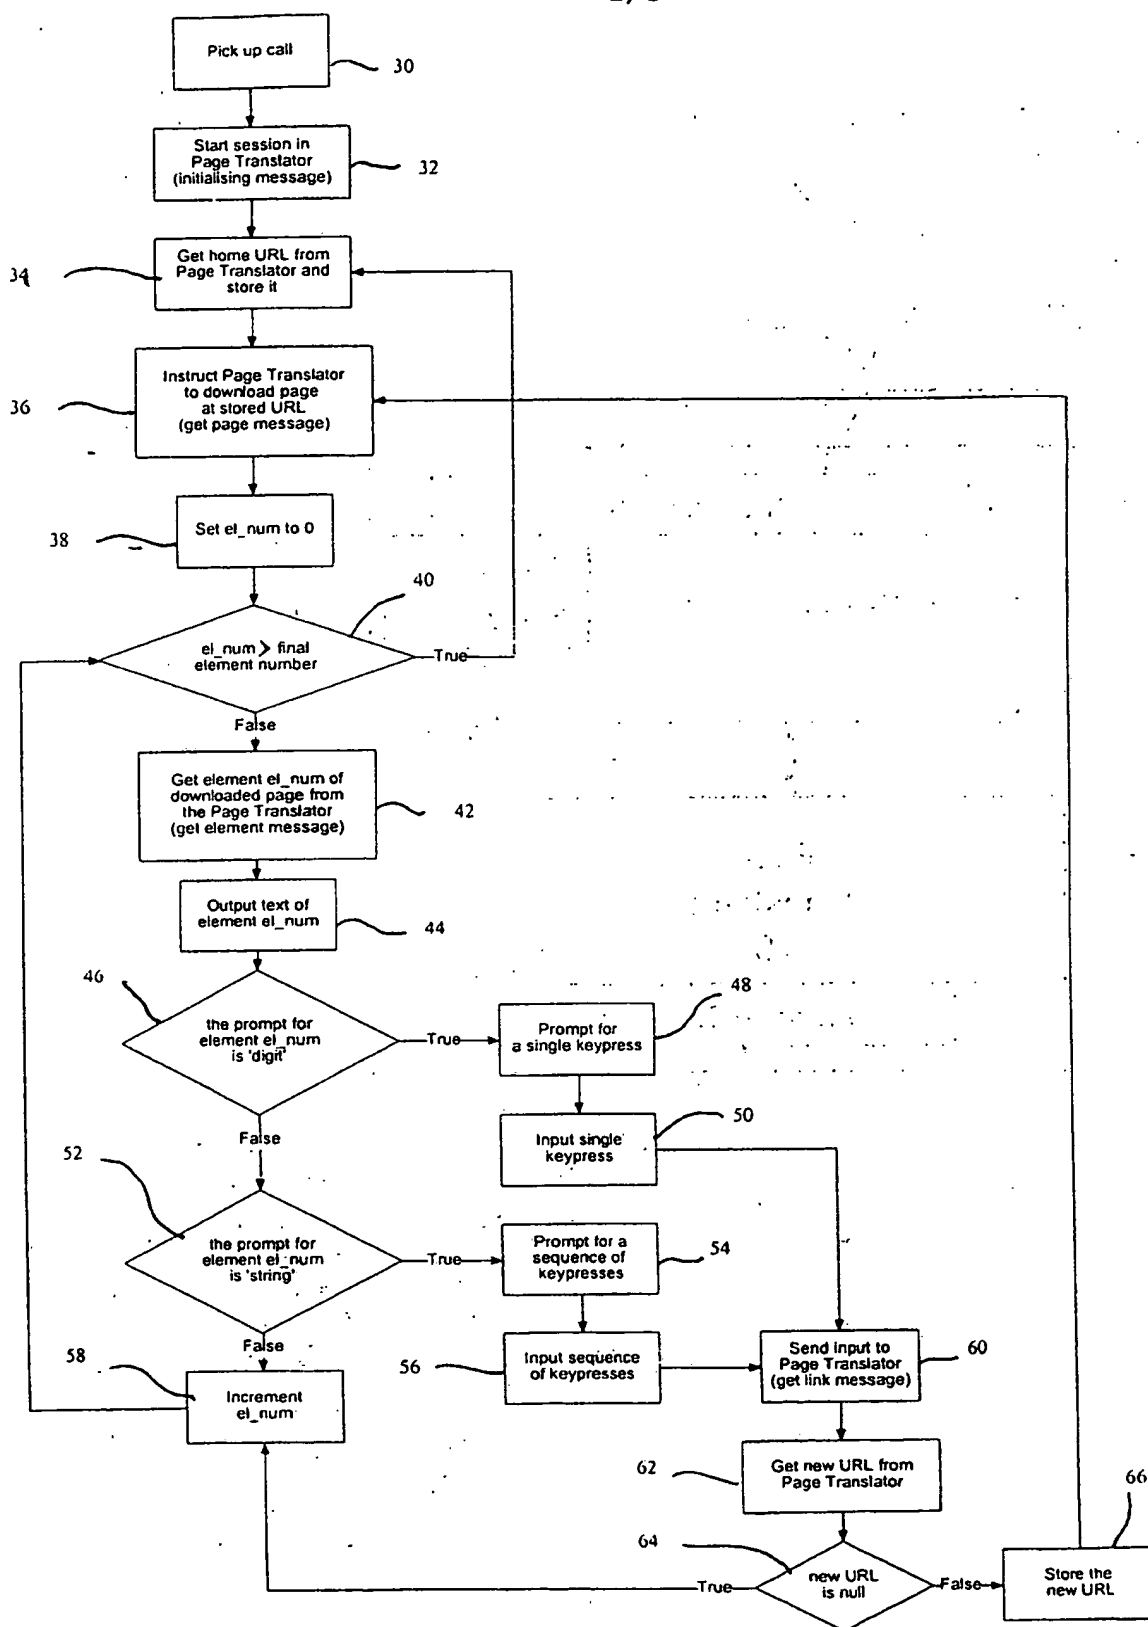 Pick up call
30
Start session in
Page Translator
(initialising message)
32
Get home URL from
Page Translator and
store it
34
Instruct Page Translator
to download page
at stored URL
(get page message)
36
Set el_num to 0
38
40
el_num > final
element number
True
False
Get element el_num of
downloaded page from
the Page Translator
(get element message)
42
Output text of
element el_num
44
46
the prompt for
element el_num
is 'digit'
True
48
Prompt for
a single keypress
False
50
Input single
keypress
52
the prompt for
element el_num
is 'string'
True
Prompt for a
sequence of
keypresses
54
False
58
Increment
el_num
56
Input sequence
of keypresses
Send input to
Page Translator
(get link message)
60
62
Get new URL from
Page Translator
64
new URL
is null
True
False
66
Store the
new URL